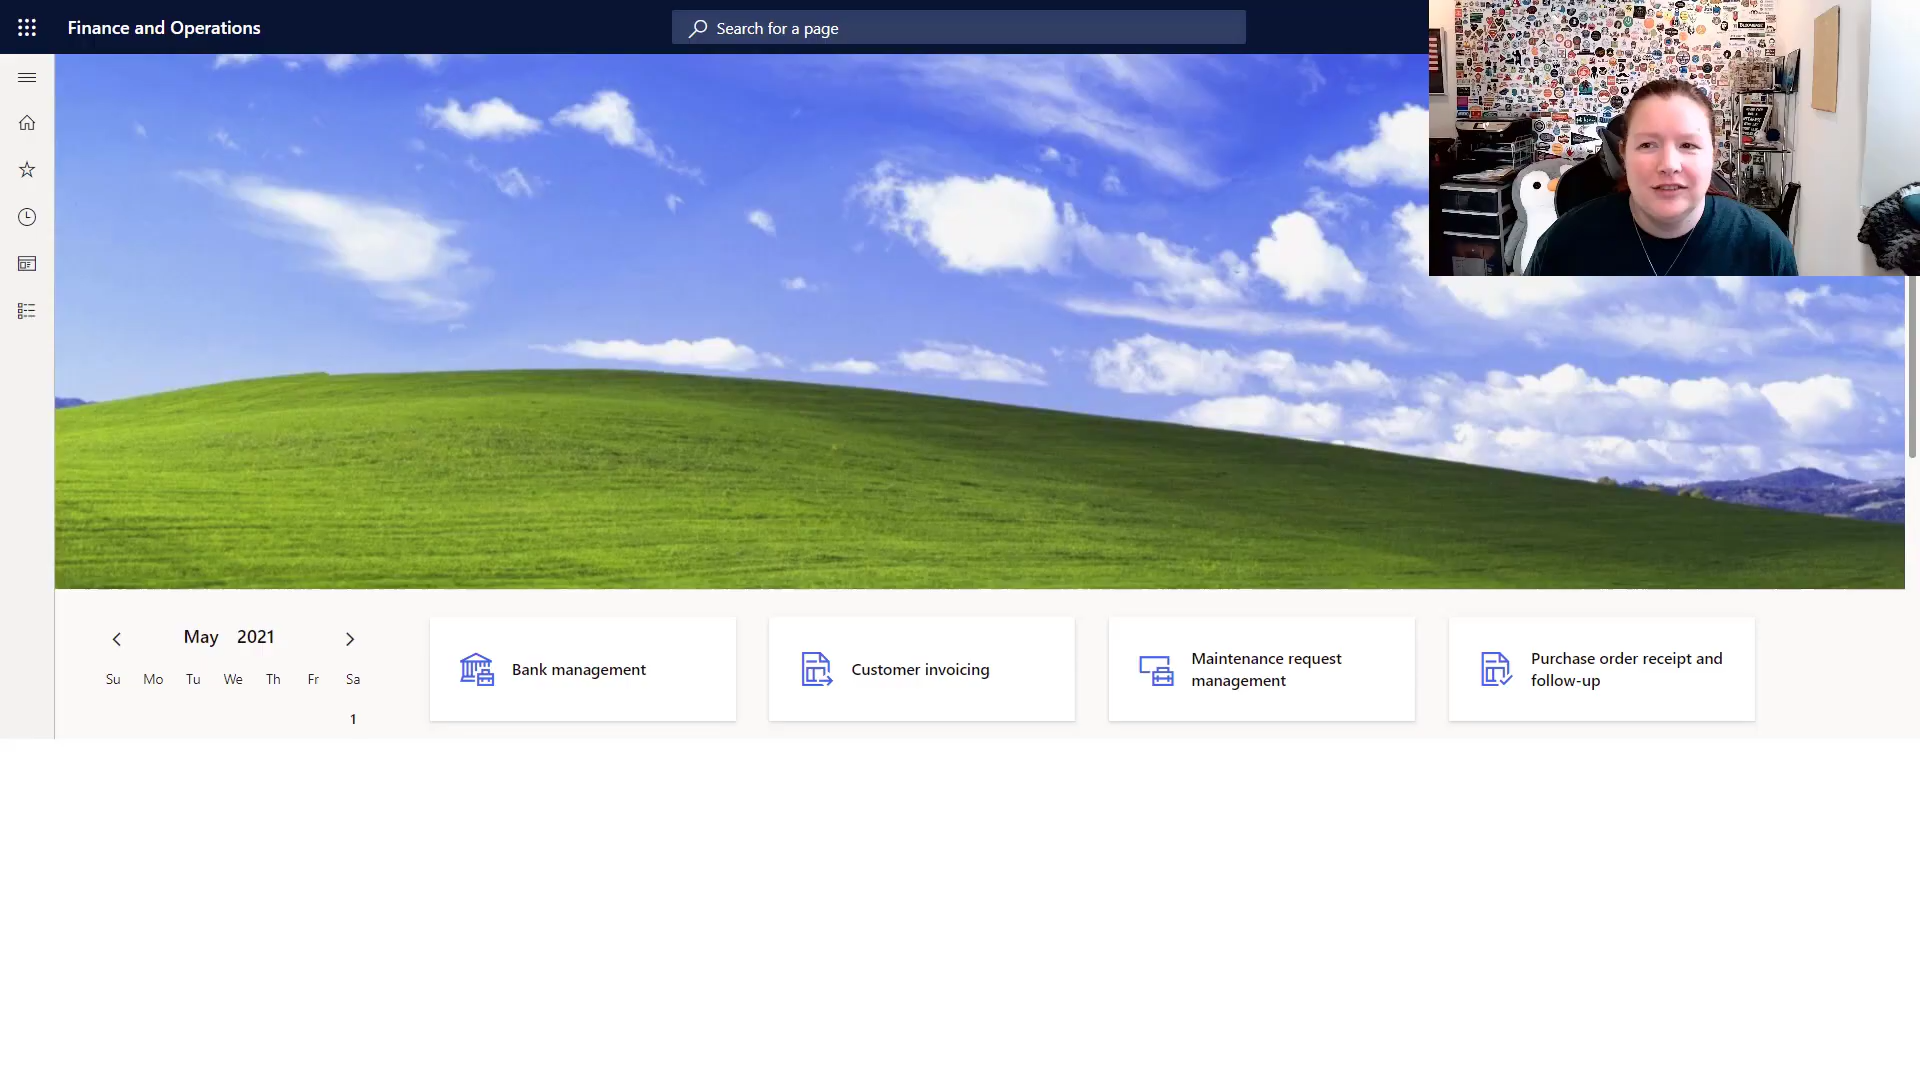 Finance and Operations
Search for a page
May 2021
Su Mo Tu We Th Fr Sa
1
Bank management
Customer invoicing
Maintenance request
management
Purchase order receipt and
follow-up